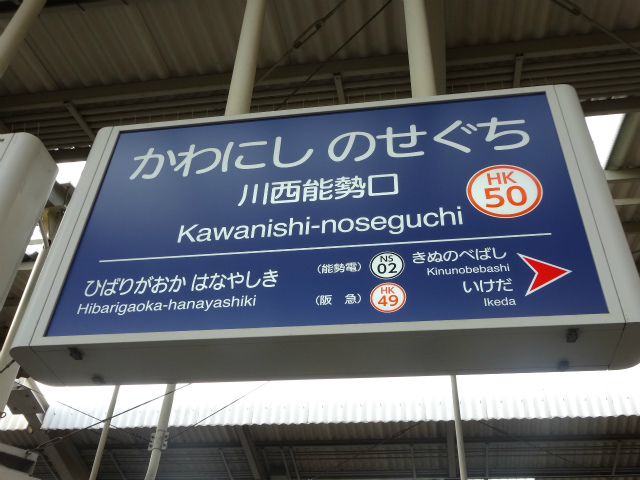 かわにし のせぐち
川西能勢口
HK
50
Kawanishi-noseguchi
ひばりがおか はなやしき
Hibarigaoka-hanayashiki
(能勢電) NS 02 きぬのべばし
Kinunobebashi
(阪 急) HK 49 いけだ
Ikeda